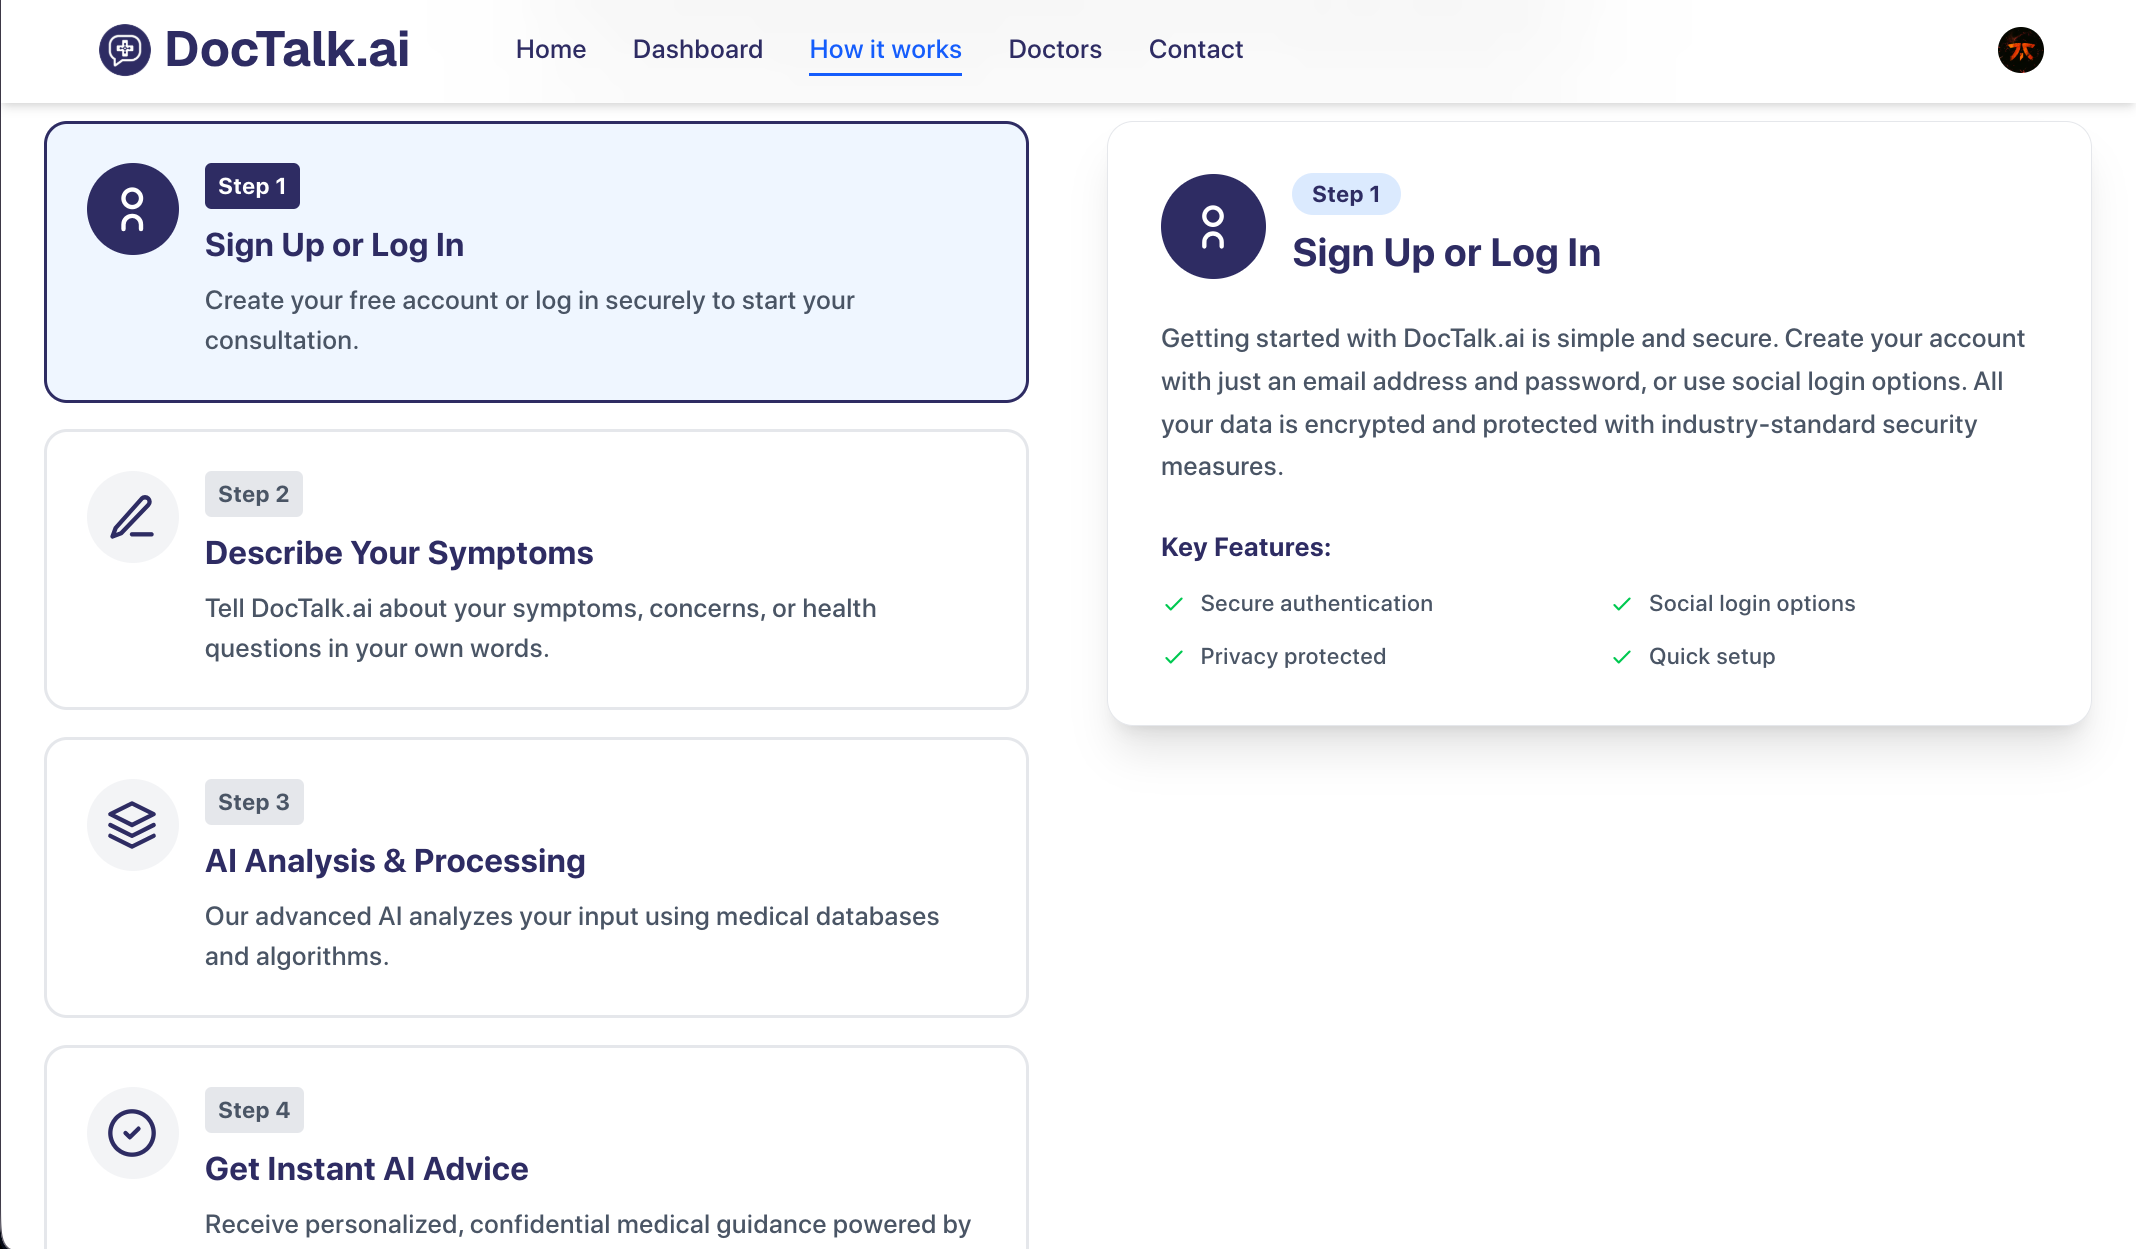 DocTalk.ai
Home
Dashboard
How it works
Doctors
Contact
Step 1
Sign Up or Log In
Create your free account or log in securely to start your
consultation.
Step 2
Describe Your Symptoms
Tell DocTalk.ai about your symptoms, concerns, or health
questions in your own words.
Step 3
AI Analysis & Processing
Our advanced AI analyzes your input using medical databases
and algorithms.
Step 4
Get Instant AI Advice
Receive personalized, confidential medical guidance powered by
Step 1
Sign Up or Log In
Getting started with DocTalk.ai is simple and secure. Create your account
with just an email address and password, or use social login options. All
your data is encrypted and protected with industry-standard security
measures.
Key Features:
Secure authentication
Social login options
Privacy protected
Quick setup